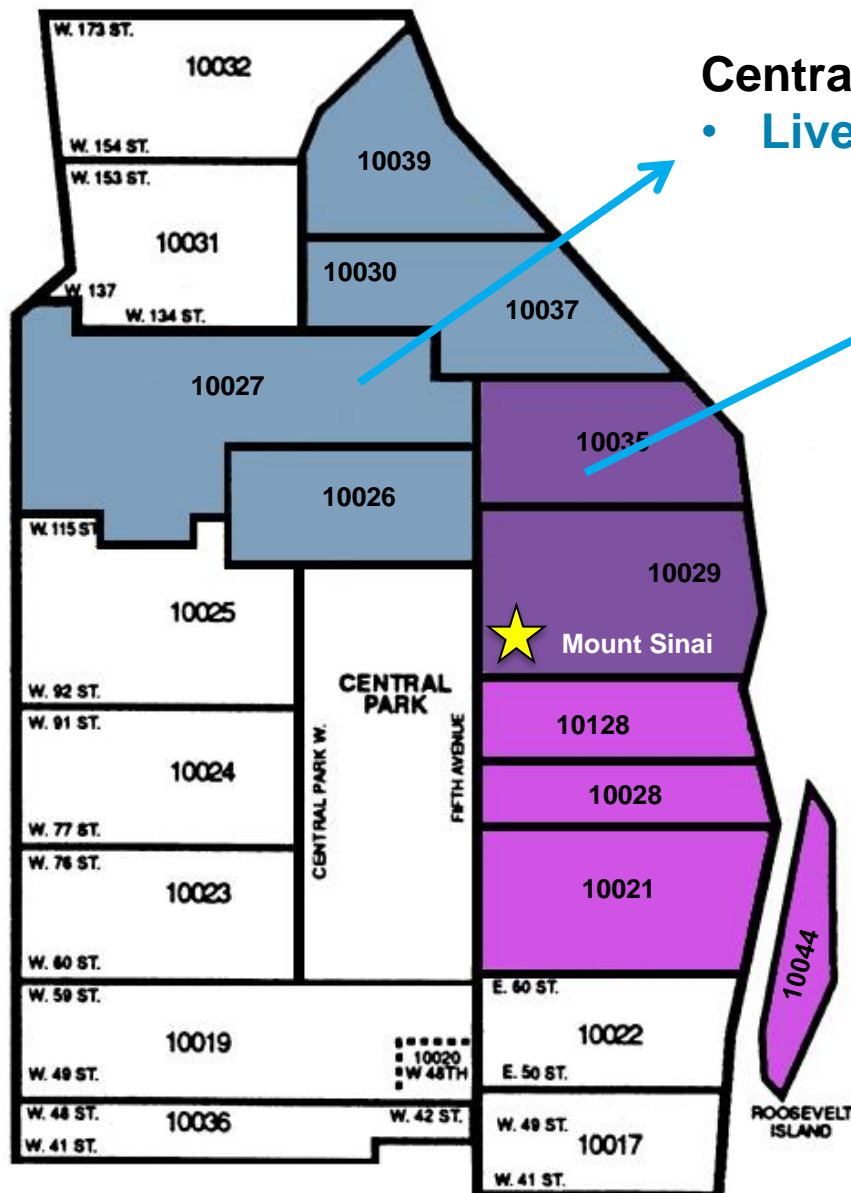 W. 173 ST.
10032
Centra
• Live
W. 154 ST.
10039
W. 153 ST.
10031
10030
W. 137
W. 134 ST.
10037
10027
10035
10026
W. 115 ST
10029
10025
Mount Sinai
W. 92 ST.
CENTRAL
PARK
W. 91 ST.
10128
10024
CENTRAL PARK W.
FIFTH AVENUE
10028
W. 77 ST.
W. 76 ST.
10023
10021
10044
W. 60 ST.
W. 59 ST.
E. 60 ST.
10019
10020
W 48TH
10022
W. 49 ST.
E. 50 ST.
W. 48 ST.
10036
W. 42 ST.
W. 41 ST.
W. 49 ST.
10017
W. 41 ST.
ROOSEVELT
ISLAND